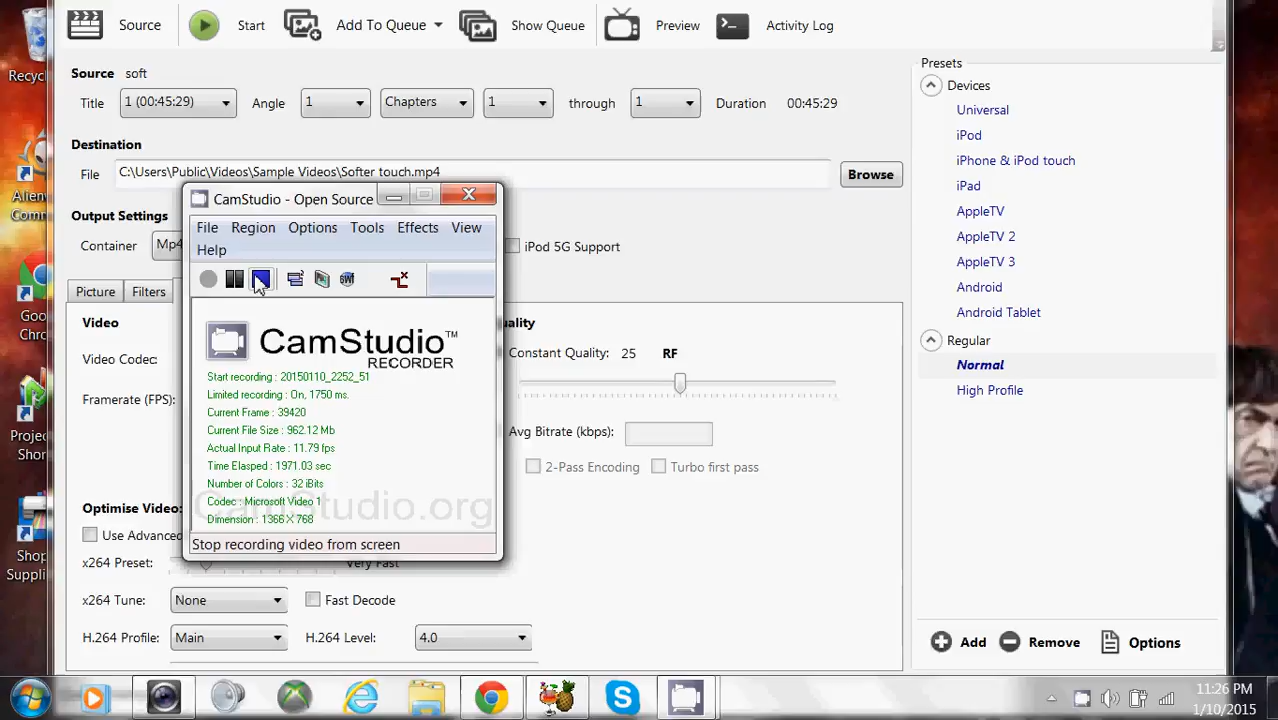 Source Start Add To Queue Show Queue Preview Activity Log
Recyc
Source soft
Title 1 (00:45:29) Angle 1 Chapters 1 through 1 Duration 00:45:29
Destination
File C:\Users\Public\Videos\Sample Videos\Softer touch.mp4 Browse
Output Settings
Container Mp4 iPod 5G Support
Picture Filters
Video
Video Codec:
Framerate (FPS):
Constant Quality: 25 RF
Avg Bitrate (kbps):
2-Pass Encoding Turbo first pass
Optimise Video
Use Advanced
x264 Preset: Very Fast
x264 Tune: None Fast Decode
H.264 Profile: Main H.264 Level: 4.0
CamStudio - Open Source
File Region Options Tools Effects View
Help
CamStudio™
RECORDER
Start recording : 20150110_2252_51
Limited recording : On, 1750 ms.
Current Frame : 39420
Current File Size : 962.12 Mb
Actual Input Rate : 11.79 fps
Time Elasped : 1971.03 sec
Number of Colors : 32 iBits
Codec : Microsoft Video 1
Dimension : 1366 X 768
CamStudio.org
Stop recording video from screen
Presets
Devices
Universal
iPod
iPhone & iPod touch
iPad
AppleTV
AppleTV 2
AppleTV 3
Android
Android Tablet
Regular
Normal
High Profile
Add Remove Options
Alien
Comm
Goo
Chro
Projec
Shor
Shop
Supplie
11:26 PM
1/10/2015